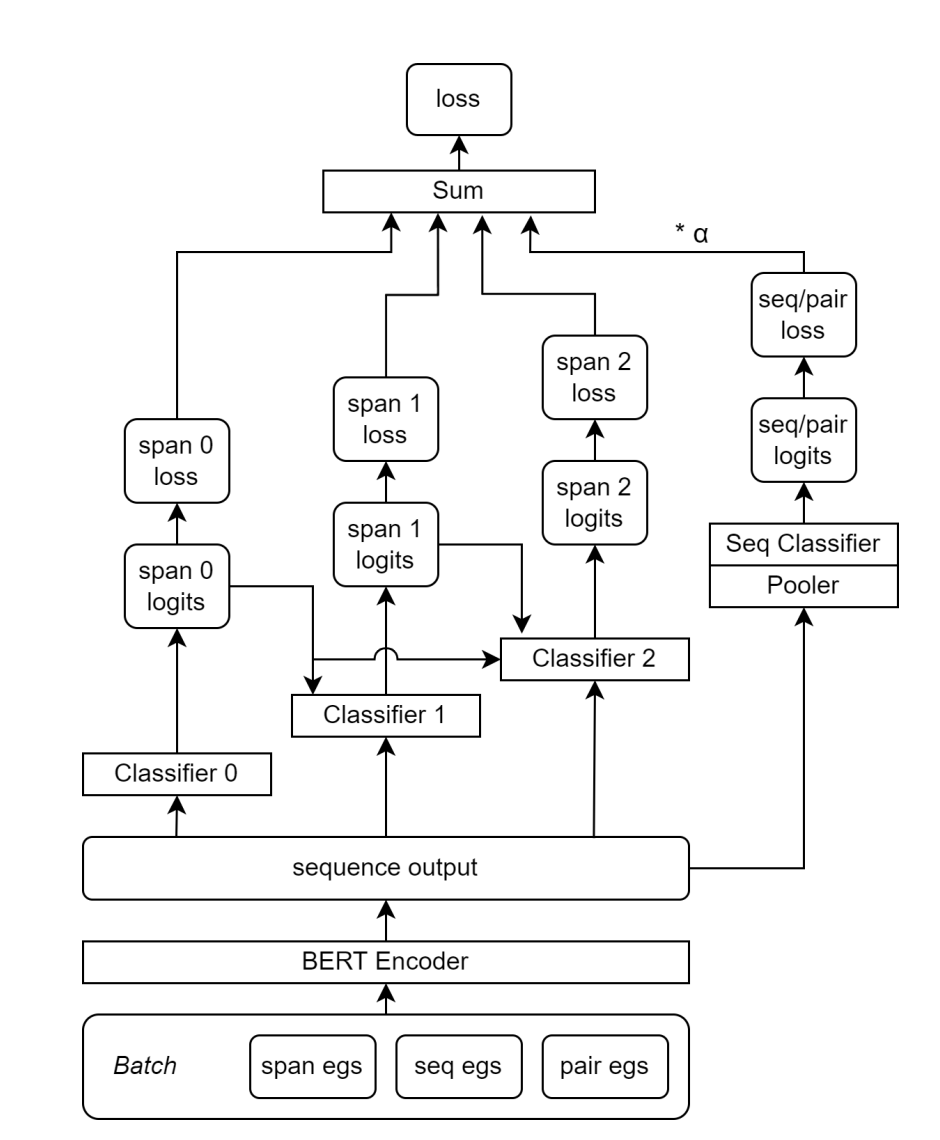 loss
Sum
* α
seq/pair
loss
span 2
loss
span 1
loss
seq/pair
logits
span 0
loss
span 2
logits
span 1
logits
Seq Classifier
Pooler
span 0
logits
Classifier 2
Classifier 1
Classifier 0
sequence output
BERT Encoder
Batch
span egs
seq egs
pair egs